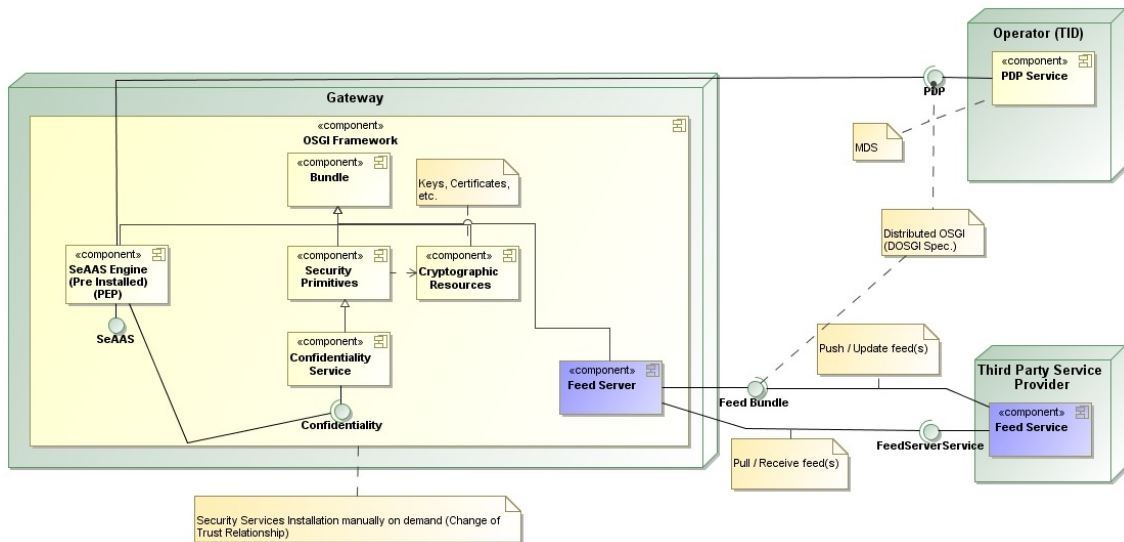 Operator (TID)
«component»
PDP Service
PDP
Gateway
«component»
OSGI Framework
MDS
«component»
Bundle
Keys, Certificates,
etc.
Distributed OSGI
(DOSGI Spec.)
«component»
SeAAS Engine
(Pre Installed)
(PEP)
«component»
Security
Primitives
«component»
Cryptographic
Resources
SeAAS
«component»
Confidentiality
Service
Push / Update feed(s)
«component»
Feed Server
Third Party Service
Provider
Feed Bundle
«component»
Feed Service
Confidentiality
FeedServerService
Pull / Receive feed(s)
Security Services Installation manually on demand (Change of
Trust Relationship)